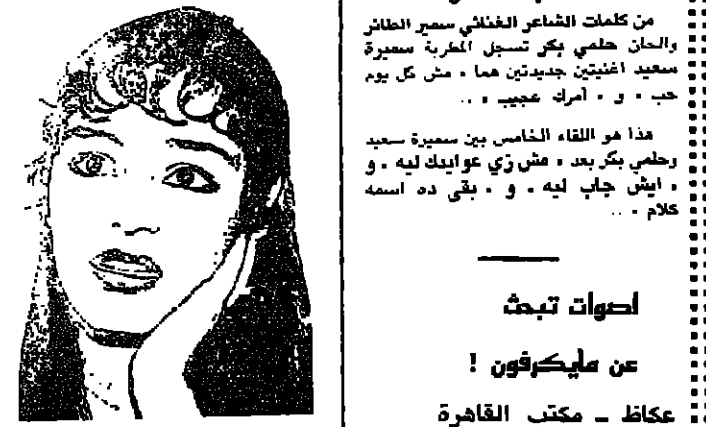 من كلمات الشاعر الغنائي سمير الطائر
والحان حلمي بكر تسجل المطربة سميرة
سعيد اغنيتين جديدتين هما « مش كل يوم
حب » و « أمرك عجيب » ..
هذا هو اللقاء الخامس بين سميرة سعيد
وحلمي بكر بعد « مش زي عوايدك ليه » و
« ايش جاب ليه » و « بقى ده اسمه
كلام » ..
اصوات تبحث
عن مايكرفون !
عكاظ ـ مكتب القاهرة